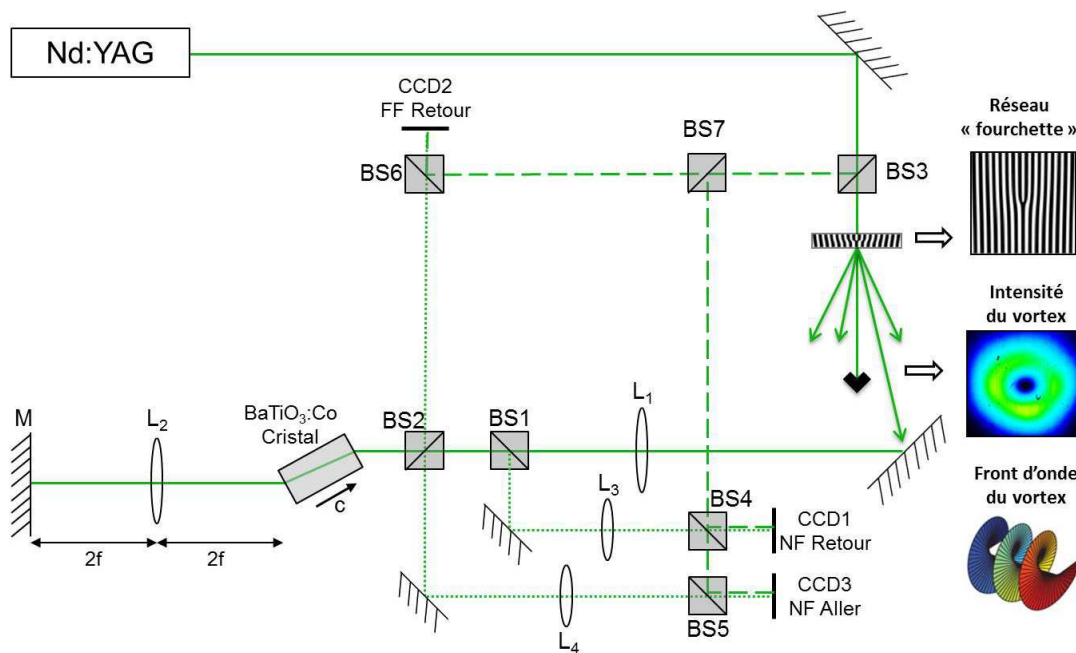 Nd:YAG
CCD2
FF Retour
BS7
BS6
BS3
Réseau
« fourchette »
Intensité
du vortex
M
L2
BaTiO3:Co
Cristal
c
BS2
BS1
L1
L3
BS4
CCD1
NF Retour
Front d'onde
du vortex
2f
2f
L4
BS5
CCD3
NF Aller